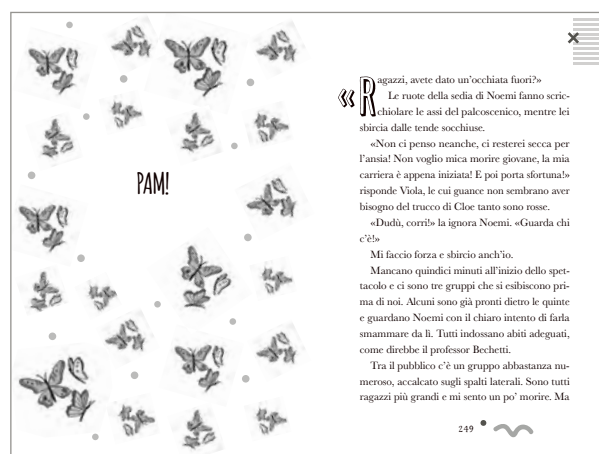 PAM!
«Ragazzi, avete dato un'occhiata fuori?»
Le ruote della sedia di Noemi fanno scric-
chiolare le assi del palcoscenico, mentre lei
sbircia dalle tende socchiuse.
«Non ci penso neanche, ci resterei secca per
l'ansia! Non voglio mica morire giovane, la mia
carriera è appena iniziata! E poi porta sfortuna!»
risponde Viola, le cui guance non sembrano aver
bisogno del trucco di Cloe tanto sono rosse.
«Dudù, corri!» la ignora Noemi. «Guarda chi
c'è!»
Mi faccio forza e sbircio anch'io.
Mancano quindici minuti all'inizio dello spet-
tacolo e ci sono tre gruppi che si esibiscono pri-
ma di noi. Alcuni sono già pronti dietro le quinte
e guardano Noemi con il chiaro intento di farla
smammare da lì. Tutti indossano abiti adeguati,
come direbbe il professor Bechetti.
Tra il pubblico c'è un gruppo abbastanza nu-
meroso, accalcato sugli spalti laterali. Sono tutti
ragazzi più grandi e mi sento un po' morire. Ma
249